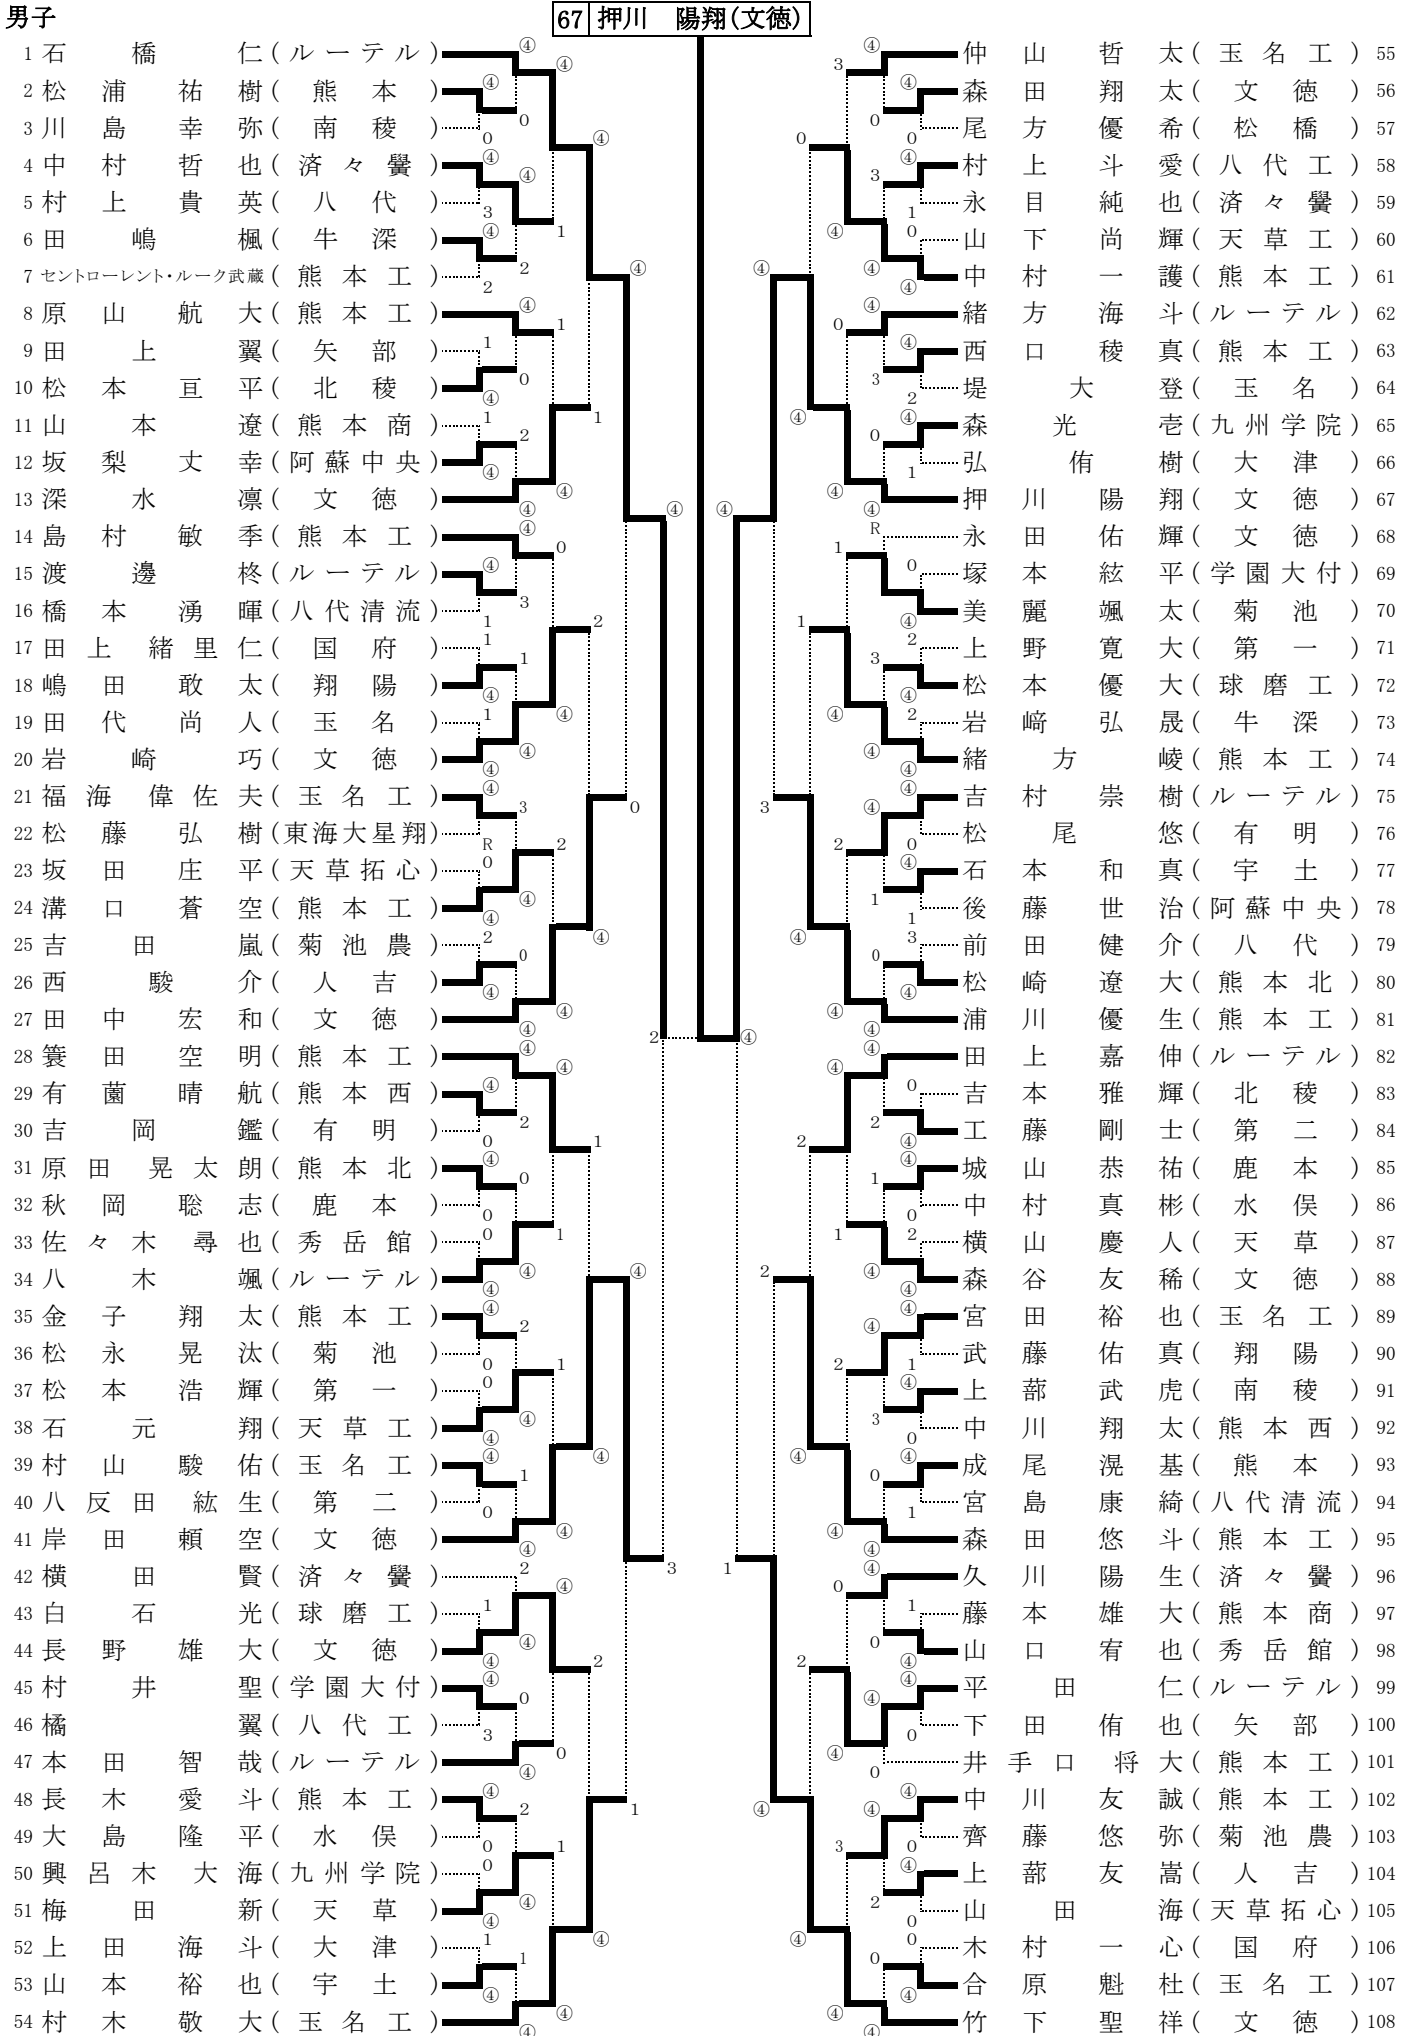 男子
67 押川 陽翔(文徳)
1 石橋 仁(ルーテル)
2 松浦 祐樹(熊本)
3 川島 幸弥(南稜)
4 中村 哲也(済々黌)
5 村上 貴英(八代)
6 田嶋 楓(牛深)
7 セントローレント・ルーク武蔵(熊本工)
8 原山 航大(熊本工)
9 田上 翼(矢部)
10 松本 亘平(北稜)
11 山本 遼(熊本商)
12 坂梨 丈幸(阿蘇中央)
13 深水 凛(文徳)
14 島村 敏季(熊本工)
15 渡邊 柊(ルーテル)
16 橋本 湧暉(八代清流)
17 田上 緒里仁(国府)
18 嶋田 敢太(翔陽)
19 田代 尚人(玉名)
20 岩崎 巧(文徳)
21 福海 偉佐夫(玉名工)
22 松藤 弘樹(東海大星翔)
23 坂田 庄平(天草拓心)
24 溝口 蒼空(熊本工)
25 吉田 嵐(菊池農)
26 西 駿介(人吉)
27 田中 宏和(文徳)
28 簑田 空明(熊本工)
29 有薗 晴航(熊本西)
30 吉岡 鑑(有明)
31 原田 晃太朗(熊本北)
32 秋岡 聡志(鹿本)
33 佐々木 尋也(秀岳館)
34 八木 颯(ルーテル)
35 金子 翔太(熊本工)
36 松永 晃汰(菊池)
37 松本 浩輝(第一)
38 石元 翔(天草工)
39 村山 駿佑(玉名工)
40 八反田 紘生(第二)
41 岸田 頼空(文徳)
42 横田 賢(済々黌)
43 白石 光(球磨工)
44 長野 雄大(文徳)
45 村井 聖(学園大付)
46 橘 翼(八代工)
47 本田 智哉(ルーテル)
48 長木 愛斗(熊本工)
49 大島 隆平(水俣)
50 興呂木 大海(九州学院)
51 梅田 新(天草)
52 上田 海斗(大津)
53 山本 裕也(宇土)
54 村木 敬大(玉名工)
仲山 哲太(玉名工) 55
森田 翔太(文徳) 56
尾方 優希(松橋) 57
村上 斗愛(八代工) 58
永目 純也(済々黌) 59
山下 尚輝(天草工) 60
中村 一護(熊本工) 61
緒方 海斗(ルーテル) 62
西口 稜真(熊本工) 63
堤 大登(玉名) 64
森 光壱(九州学院) 65
弘 侑樹(大津) 66
押川 陽翔(文徳) 67
永田 佑輝(文徳) 68
塚本 絃平(学園大付) 69
美麗 颯太(菊池) 70
上野 寛大(第一) 71
松本 優大(球磨工) 72
岩﨑 弘晟(牛深) 73
緒方 崚(熊本工) 74
吉村 崇樹(ルーテル) 75
松尾 悠(有明) 76
石本 和真(宇土) 77
後藤 世治(阿蘇中央) 78
前田 健介(八代) 79
松崎 遼大(熊本北) 80
浦川 優生(熊本工) 81
田上 嘉伸(ルーテル) 82
吉本 雅輝(北稜) 83
工藤 剛士(第二) 84
城山 恭祐(鹿本) 85
中村 真彬(水俣) 86
横山 慶人(天草) 87
森谷 友稀(文徳) 88
宮田 裕也(玉名工) 89
武藤 佑真(翔陽) 90
上蔀 武虎(南稜) 91
中川 翔太(熊本西) 92
成尾 滉基(熊本) 93
宮島 康綺(八代清流) 94
森田 悠斗(熊本工) 95
久川 陽生(済々黌) 96
藤本 雄大(熊本商) 97
山口 宥也(秀岳館) 98
平田 仁(ルーテル) 99
下田 侑也(矢部) 100
井手口 将大(熊本工) 101
中川 友誠(熊本工) 102
齊藤 悠弥(菊池農) 103
上蔀 友嵩(人吉) 104
山田 海(天草拓心) 105
木村 一心(国府) 106
合原 魁杜(玉名工) 107
竹下 聖祥(文徳) 108